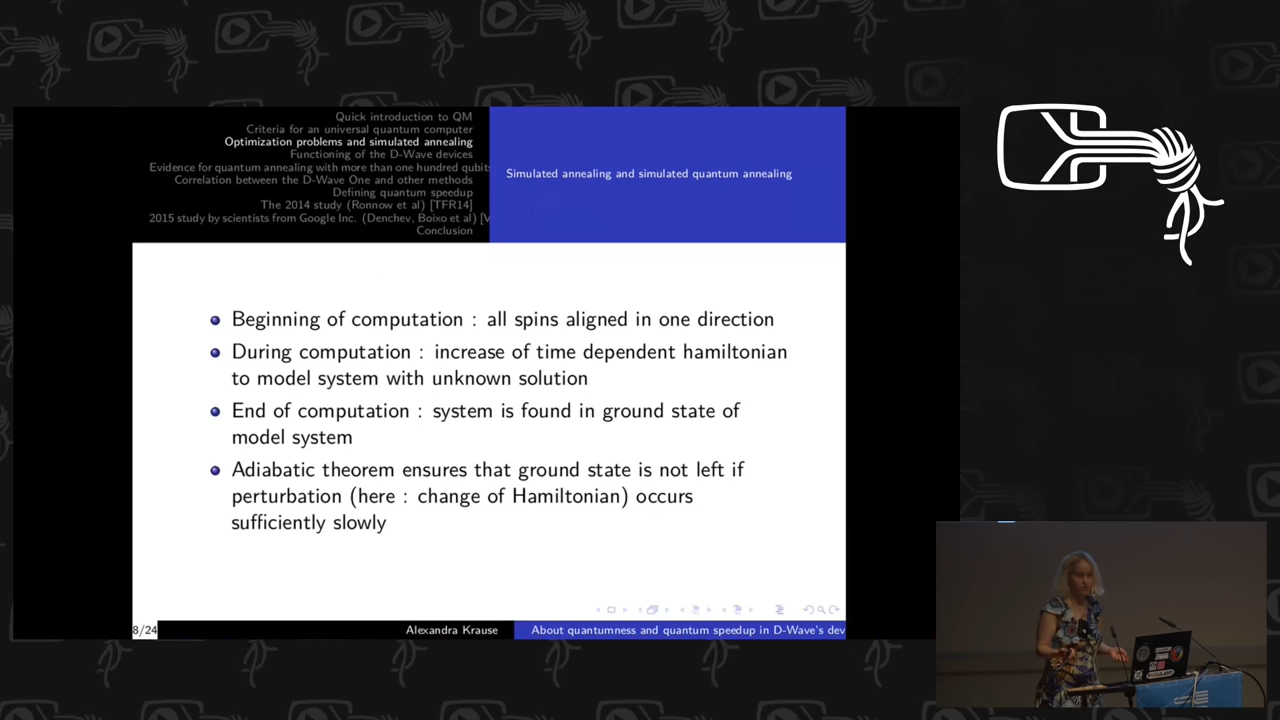 Quick introduction to QM
Criteria for an universal quantum computer
Optimization problems and simulated annealing
Functioning of the D-Wave devices
Evidence for quantum annealing with more than one hundred qubits
Correlation between the D-Wave One and other methods
Defining quantum speedup
The 2014 study (Ronnow et al) [TFR14]
2015 study by scientists from Google Inc. (Denchev, Boixo et al) [V
Conclusion
Simulated annealing and simulated quantum annealing
Beginning of computation : all spins aligned in one direction
During computation : increase of time dependent hamiltonian
to model system with unknown solution
End of computation : system is found in ground state of
model system
Adiabatic theorem ensures that ground state is not left if
perturbation (here : change of Hamiltonian) occurs
sufficiently slowly
8/24
Alexandra Krause
About quantumness and quantum speedup in D-Wave's dev